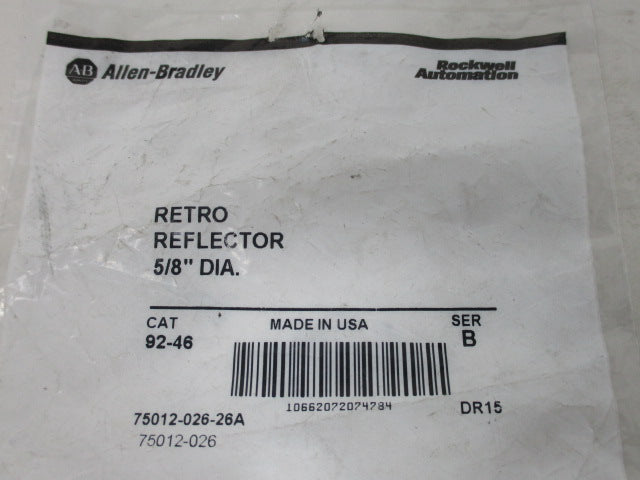 AB Allen-Bradley
Rockwell
Automation
RETRO
REFLECTOR
5/8" DIA.
CAT MADE IN USA SER
92-46 B
10662072074784
75012-026-26A DR15
75012-026